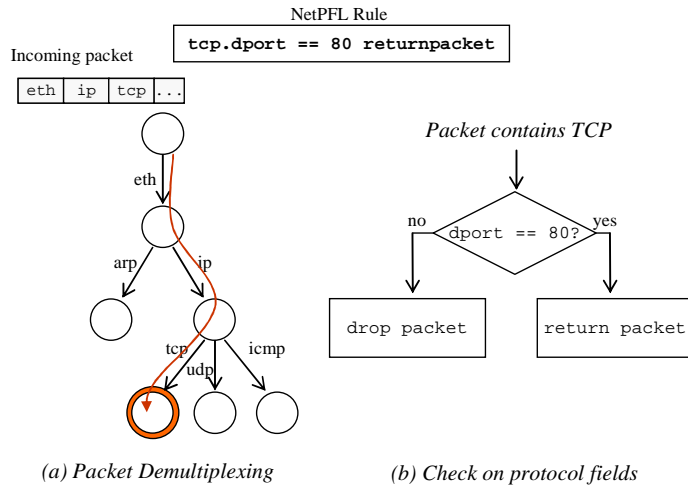 NetPFL Rule
tcp.dport == 80 returnpacket
Incoming packet
eth ip tcp ...
eth
arp ip
tcp udp icmp
(a) Packet Demultiplexing
Packet contains TCP
no yes
dport == 80?
drop packet return packet
(b) Check on protocol fields